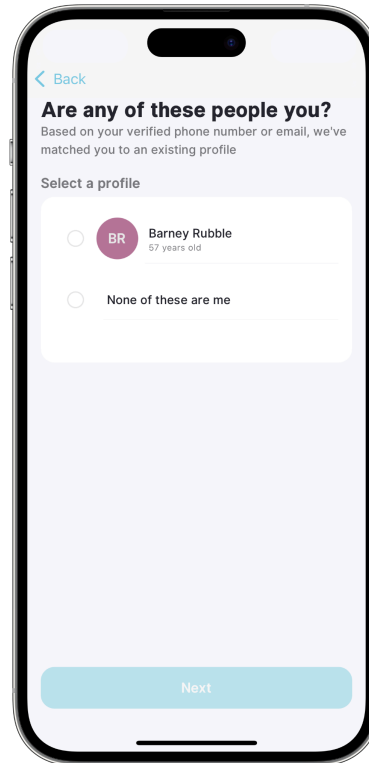 Back
Are any of these people you?
Based on your verified phone number or email, we've
matched you to an existing profile
Select a profile
BR
Barney Rubble
57 years old
None of these are me
Next